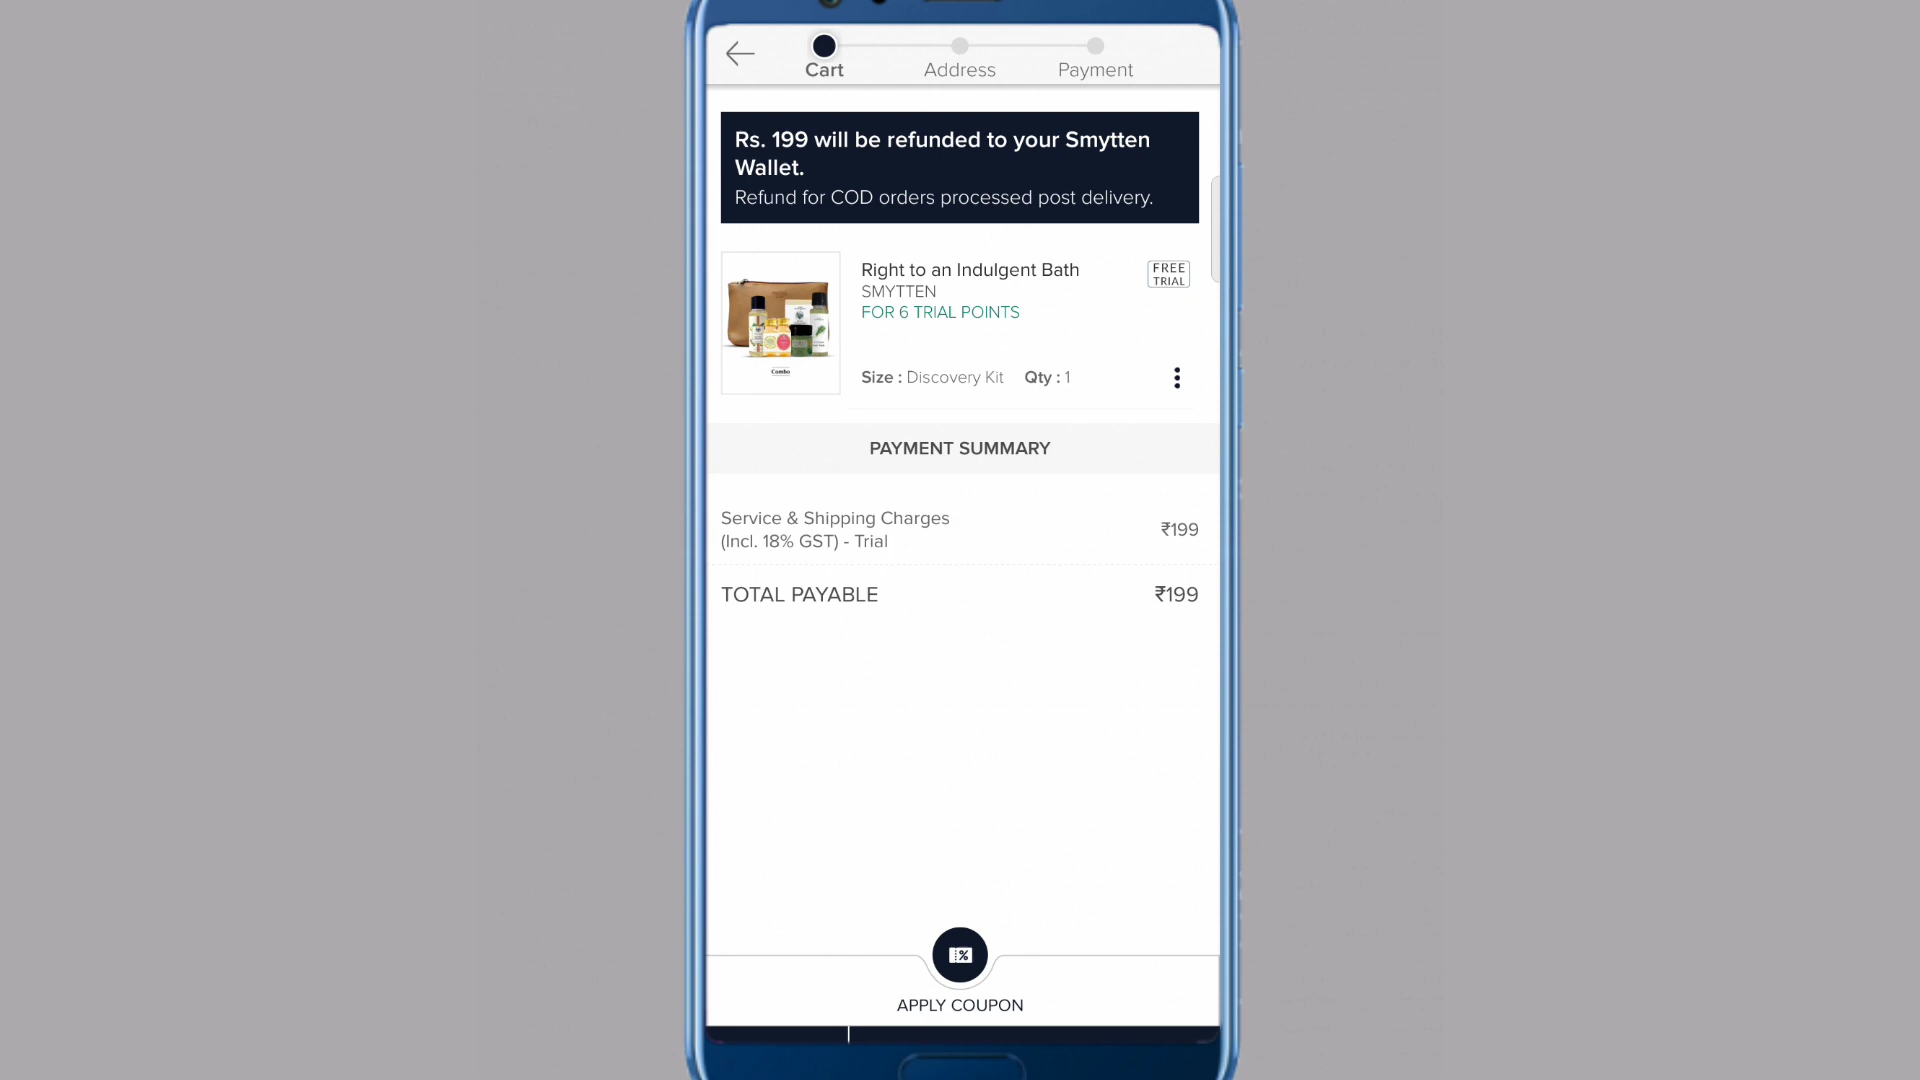 Cart
Address
Payment
Rs. 199 will be refunded to your Smytten
Wallet.
Refund for COD orders processed post delivery.
Right to an Indulgent Bath
FREE
TRIAL
SMYTTEN
FOR 6 TRIAL POINTS
Combo
Size : Discovery Kit Qty : 1
PAYMENT SUMMARY
Service & Shipping Charges
(Incl. 18% GST) - Trial
₹199
TOTAL PAYABLE ₹199
%
APPLY COUPON